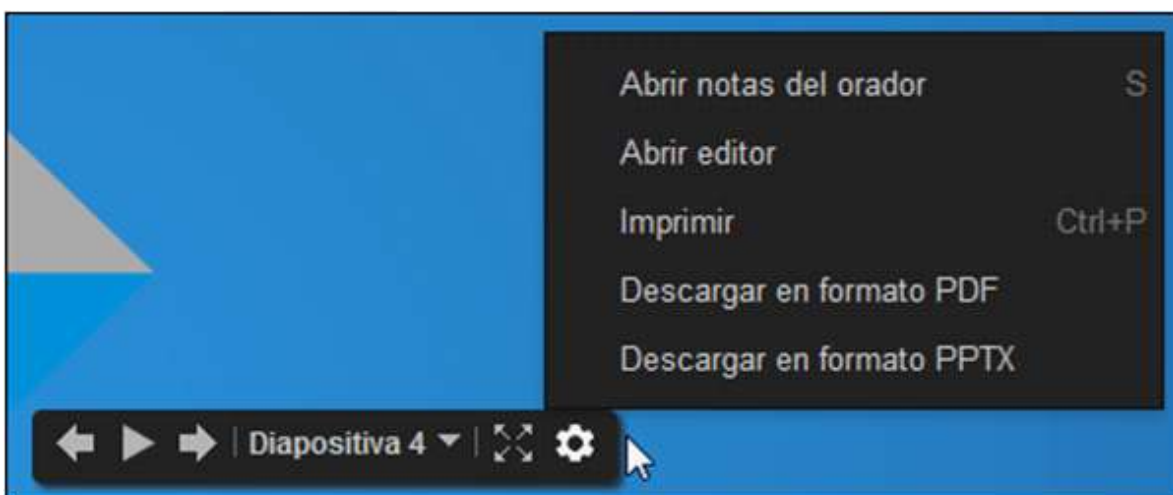 Abrir notas del orador S
Abrir editor
Imprimir Ctrl+P
Descargar en formato PDF
Descargar en formato PPTX
Diapositiva 4